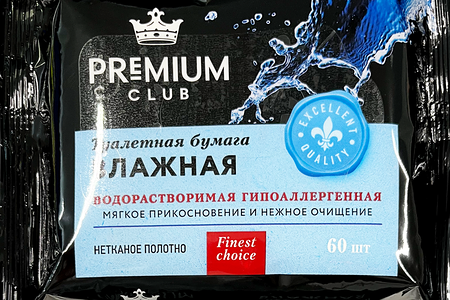 PREMIUM
CLUB
EXCELLENT
QUALITY
Туалетная бумага
ВЛАЖНАЯ
ВОДОРАСТВОРИМАЯ ГИПОАЛЛЕРГЕННАЯ
МЯГКОЕ ПРИКОСНОВЕНИЕ И НЕЖНОЕ ОЧИЩЕНИЕ
НЕТКАНОЕ ПОЛОТНО
Finest
choice
60 шт